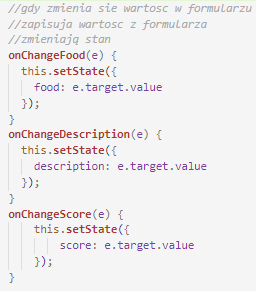 //gdy zmienia sie wartosc w formularzu
//zapisuja wartosc z formularza
//zmieniają stan
onChangeFood(e) {
this.setState({
food: e.target.value
});
}
onChangeDescription(e) {
this.setState({
description: e.target.value
});
}
onChangeScore(e) {
this.setState({
score: e.target.value
});
}